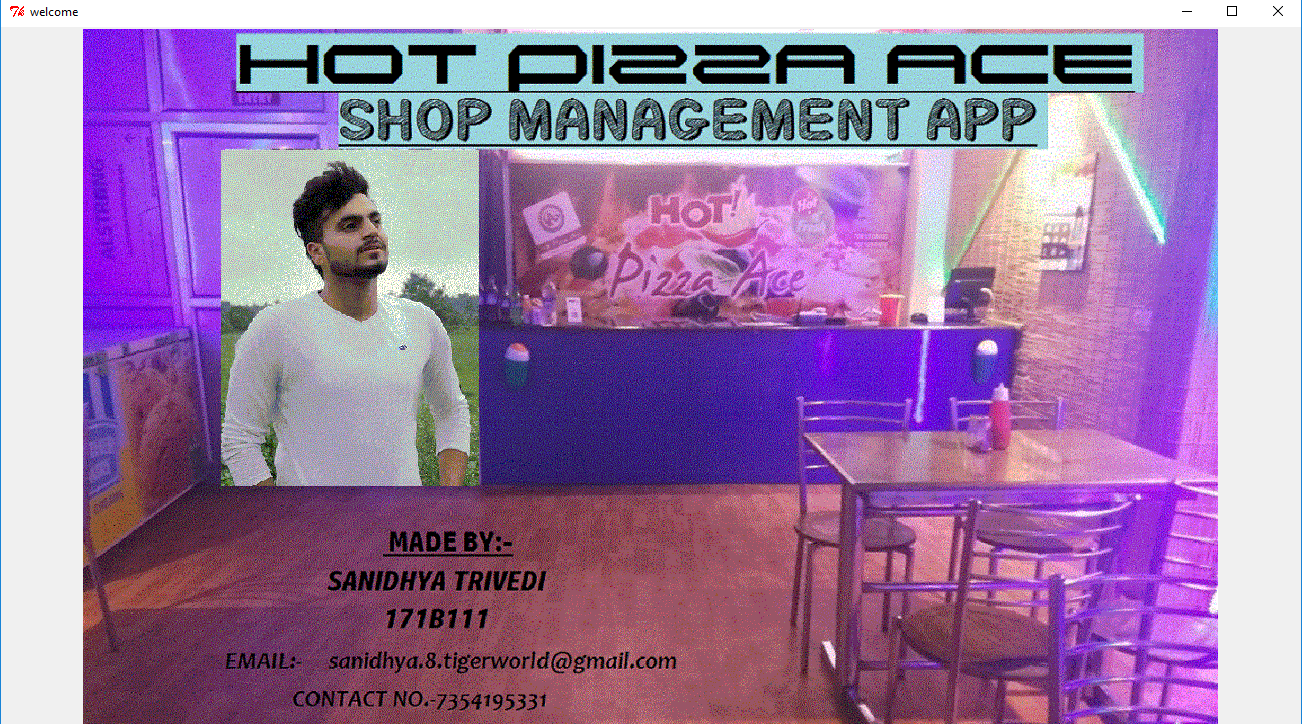 welcome
HOT PIZZA ACE
SHOP MANAGEMENT APP
ENTRY
HOT!
Pizza Ace
MADE BY:-
SANIDHYA TRIVEDI
171B111
EMAIL:- sanidhya.8.tigerworld@gmail.com
CONTACT NO.-7354195331